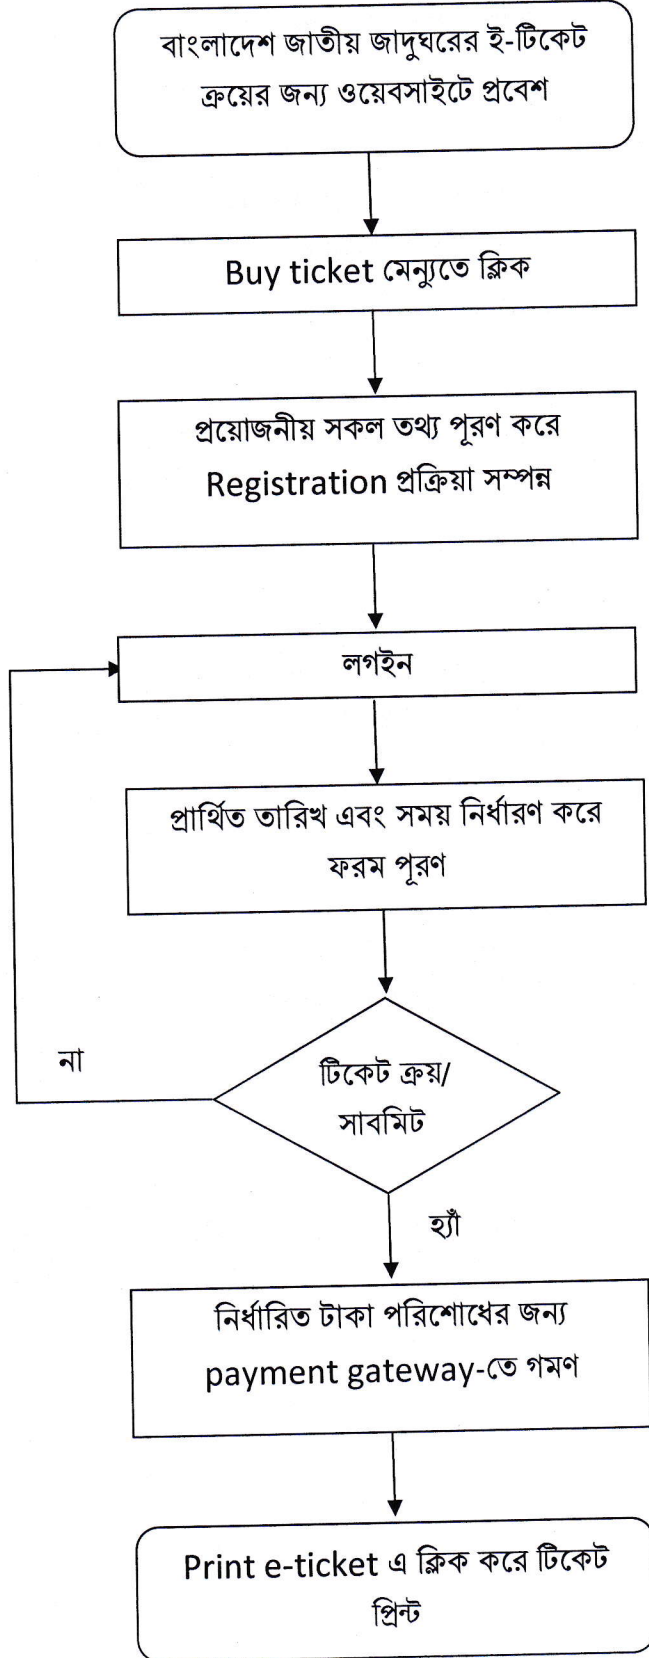 বাংলাদেশ জাতীয় জাদুঘরের ই-টিকেট
ক্রয়ের জন্য ওয়েবসাইটে প্রবেশ
Buy ticket মেন্যুতে ক্লিক
প্রয়োজনীয় সকল তথ্য পূরণ করে
Registration প্রক্রিয়া সম্পন্ন
লগইন
প্রার্থিত তারিখ এবং সময় নির্ধারণ করে
ফরম পূরণ
টিকেট ক্রয়/
সাবমিট
না
হ্যাঁ
নির্ধারিত টাকা পরিশোধের জন্য
payment gateway-তে গমণ
Print e-ticket এ ক্লিক করে টিকেট
প্রিন্ট